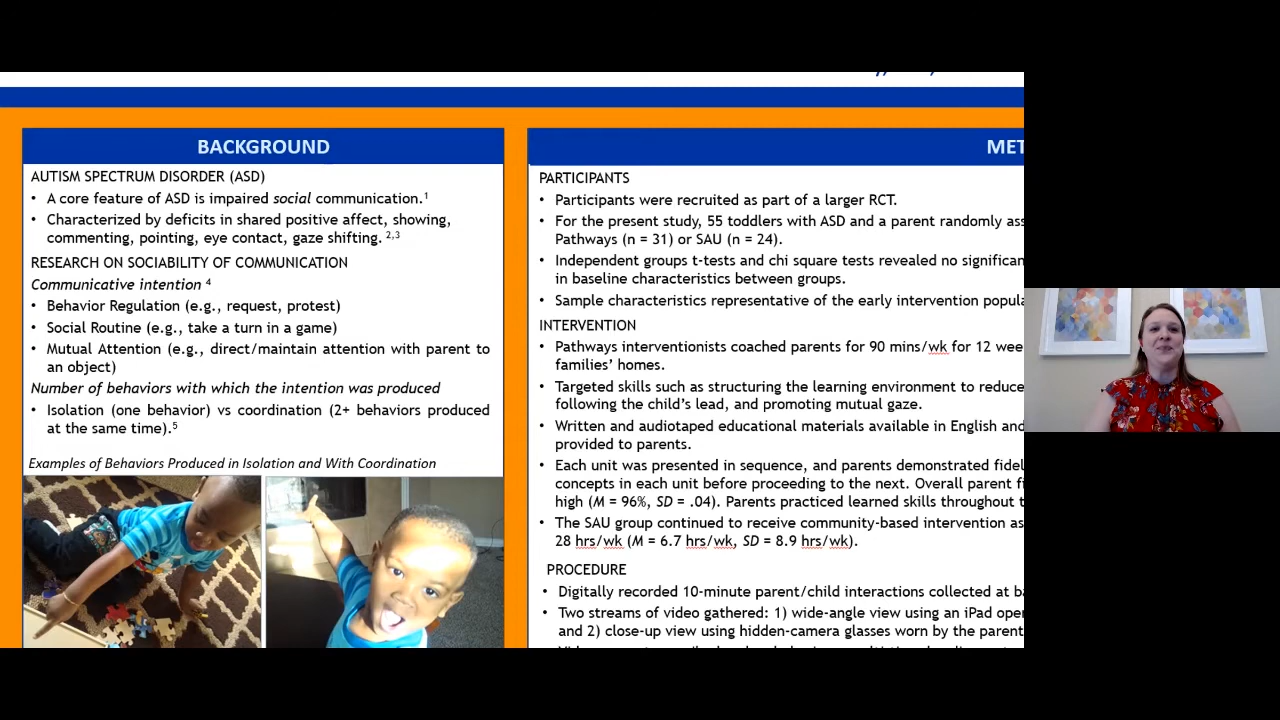 BACKGROUND
AUTISM SPECTRUM DISORDER (ASD)
• A core feature of ASD is impaired social communication.1
• Characterized by deficits in shared positive affect, showing,
commenting, pointing, eye contact, gaze shifting. 2,3
RESEARCH ON SOCIABILITY OF COMMUNICATION
Communicative intention 4
• Behavior Regulation (e.g., request, protest)
• Social Routine (e.g., take a turn in a game)
• Mutual Attention (e.g., direct/maintain attention with parent to
an object)
Number of behaviors with which the intention was produced
• Isolation (one behavior) vs coordination (2+ behaviors produced
at the same time).5
Examples of Behaviors Produced in Isolation and With Coordination
MET
PARTICIPANTS
• Participants were recruited as part of a larger RCT.
• For the present study, 55 toddlers with ASD and a parent randomly ass
Pathways (n = 31) or SAU (n = 24).
• Independent groups t-tests and chi square tests revealed no significan
in baseline characteristics between groups.
• Sample characteristics representative of the early intervention popula
INTERVENTION
• Pathways interventionists coached parents for 90 mins/wk for 12 wee
families' homes.
• Targeted skills such as structuring the learning environment to reduce
following the child's lead, and promoting mutual gaze.
• Written and audiotaped educational materials available in English and
provided to parents.
• Each unit was presented in sequence, and parents demonstrated fidel
concepts in each unit before proceeding to the next. Overall parent fi
high (M = 96%, SD = .04). Parents practiced learned skills throughout t
• The SAU group continued to receive community-based intervention as
28 hrs/wk (M = 6.7 hrs/wk, SD = 8.9 hrs/wk).
PROCEDURE
• Digitally recorded 10-minute parent/child interactions collected at ba
• Two streams of video gathered: 1) wide-angle view using an iPad oper
and 2) close-up view using hidden-camera glasses worn by the parent